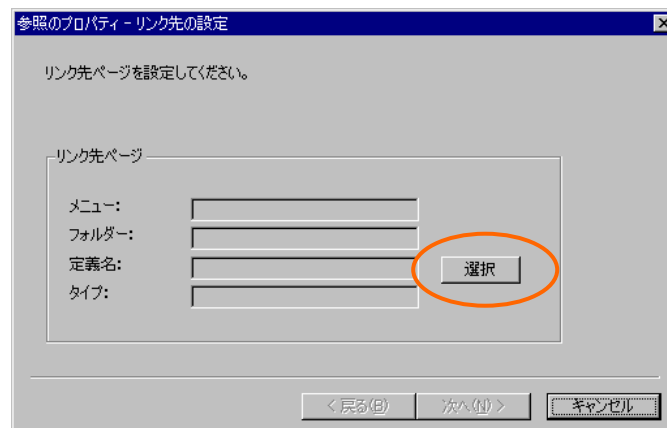 参照のプロパティ - リンク先の設定
リンク先ページを設定してください。
リンク先ページ
メニュー:
フォルダー:
定義名:
選択
タイプ:
< 戻る(B)
次へ(N) >
キャンセル